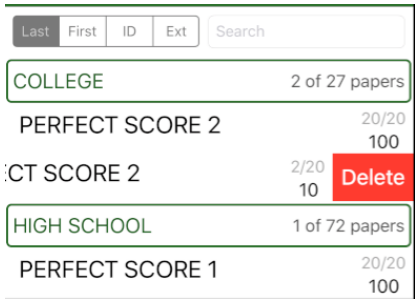 Last First ID Ext Search
COLLEGE 2 of 27 papers
PERFECT SCORE 2 20/20
100
CT SCORE 2 2/20 Delete
10
HIGH SCHOOL 1 of 72 papers
PERFECT SCORE 1 20/20
100